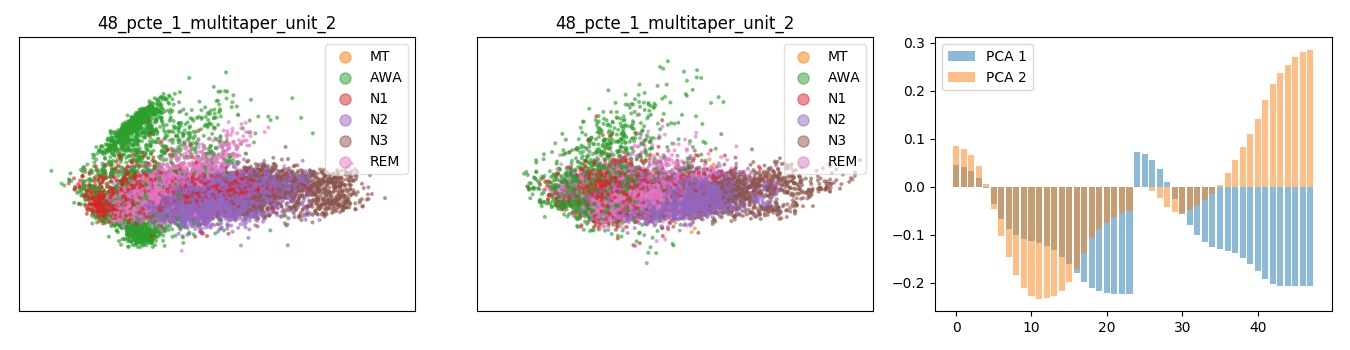 48_pcte_1_multitaper_unit_2
MT
AWA
N1
N2
N3
REM
48_pcte_1_multitaper_unit_2
MT
AWA
N1
N2
N3
REM
PCA 1
PCA 2
0.3
0.2
0.1
0.0
−0.1
−0.2
0
10
20
30
40